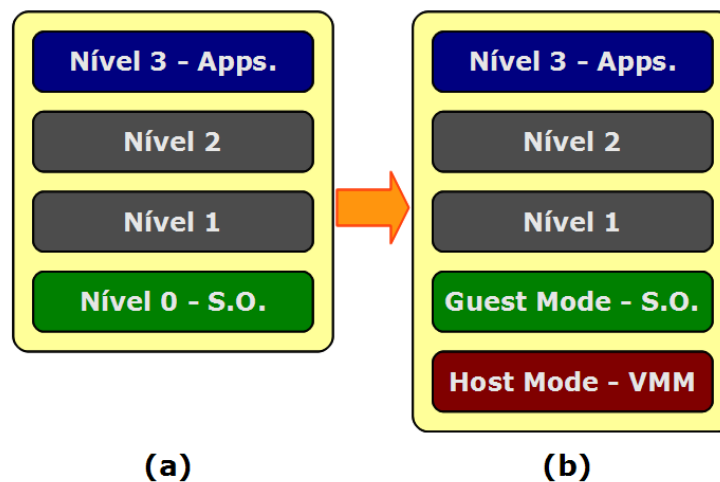 Nível 3 - Apps.
Nível 2
Nível 1
Nível 0 - S.O.
(a)
Nível 3 - Apps.
Nível 2
Nível 1
Guest Mode - S.O.
Host Mode - VMM
(b)